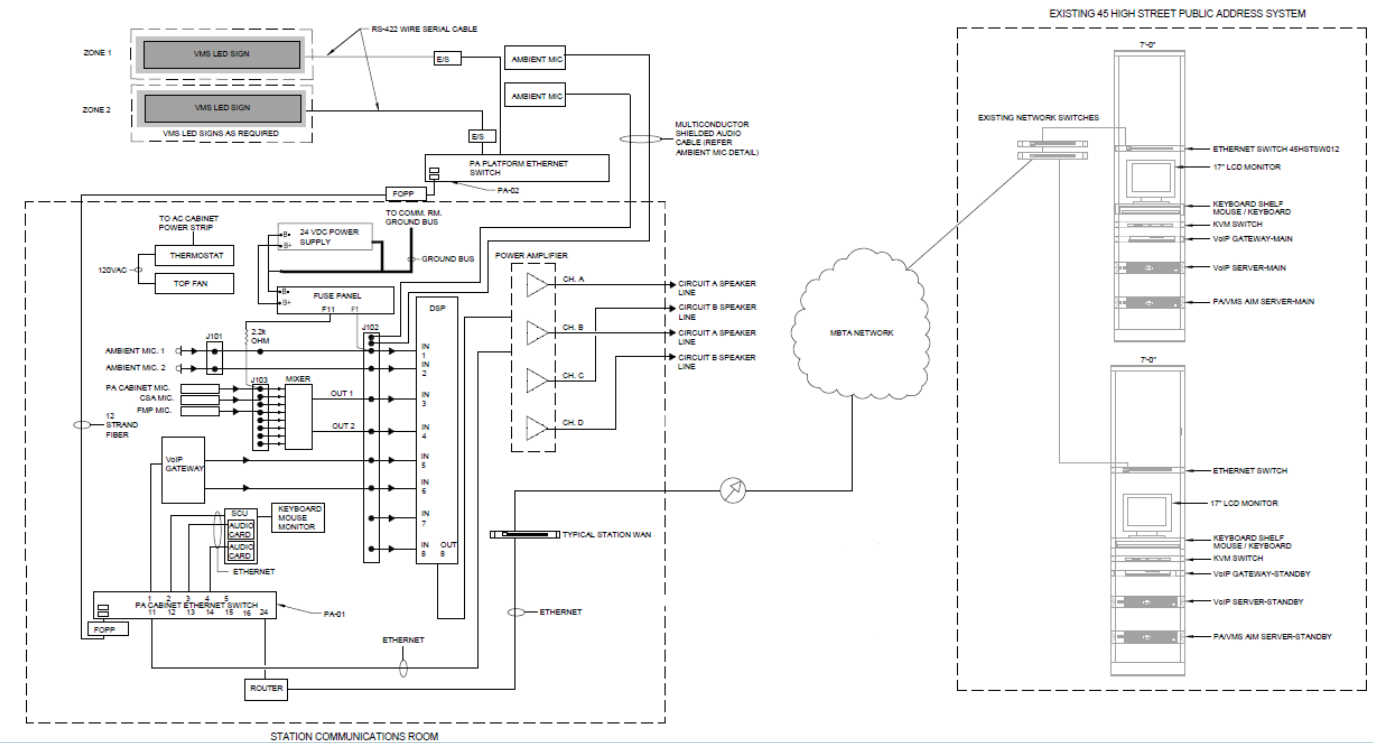 EXISTING 45 HIGH STREET PUBLIC ADDRESS SYSTEM
RS-422 WIRE SERIAL CABLE
ZONE 1
VMS LED SIGN
E/S
AMBIENT MIC
ZONE 2
VMS LED SIGN
AMBIENT MIC
VMS LED SIGNS AS REQUIRED
E/S
MULTICONDUCTOR
SHIELDED AUDIO
CABLE (REFER
AMBIENT MIC DETAIL)
PA PLATFORM ETHERNET
SWITCH
PA-02
FOPP
TO AC CABINET
POWER STRIP
THERMOSTAT
120VAC
TOP FAN
TO COMM. RM.
GROUND BUS
B-
B+
24 VDC POWER
SUPPLY
GROUND BUS
B-
B+
FUSE PANEL
F11
F1
2.2k
OHM
J101
J102
DSP
AMBIENT MIC. 1
AMBIENT MIC. 2
PA CABINET MIC.
CSA MIC.
FMP MIC.
J103
MIXER
OUT 1
OUT 2
IN
1
IN
2
IN
3
IN
4
IN
5
IN
6
IN
7
IN
8
OUT
8
12
STRAND
FIBER
VoIP
GATEWAY
SCU
AUDIO
CARD
AUDIO
CARD
KEYBOARD
MOUSE
MONITOR
ETHERNET
1 2 3 4 5
PA CABINET ETHERNET SWITCH
11 12 13 14 15 16 24
PA-01
FOPP
ETHERNET
ROUTER
STATION COMMUNICATIONS ROOM
POWER AMPLIFIER
CH. A
CH. B
CH. C
CH. D
CIRCUIT A SPEAKER
LINE
CIRCUIT B SPEAKER
LINE
CIRCUIT A SPEAKER
LINE
CIRCUIT B SPEAKER
LINE
TYPICAL STATION WAN
ETHERNET
MBTA NETWORK
EXISTING NETWORK SWITCHES
7'-0"
ETHERNET SWITCH 45HSTSW012
17" LCD MONITOR
KEYBOARD SHELF
MOUSE / KEYBOARD
KVM SWITCH
VoIP GATEWAY-MAIN
VoIP SERVER-MAIN
PA/VMS AIM SERVER-MAIN
7'-0"
ETHERNET SWITCH
17" LCD MONITOR
KEYBOARD SHELF
MOUSE / KEYBOARD
KVM SWITCH
VoIP GATEWAY-STANDBY
VoIP SERVER-STANDBY
PA/VMS AIM SERVER-STANDBY